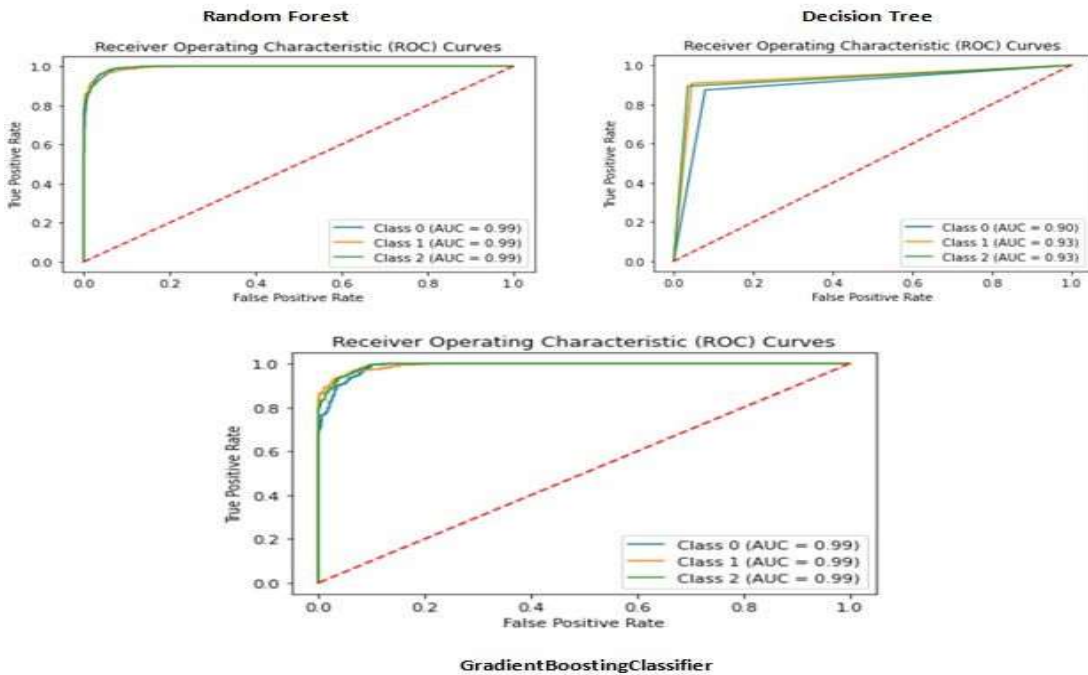 Random Forest
Receiver Operating Characteristic (ROC) Curves
True Positive Rate
1.0
0.8
0.6
0.4
0.2
0.0
Class 0 (AUC = 0.99)
Class 1 (AUC = 0.99)
Class 2 (AUC = 0.99)
0.0 0.2 0.4 0.6 0.8 1.0
False Positive Rate
Decision Tree
Receiver Operating Characteristic (ROC) Curves
True Positive Rate
1.0
0.8
0.6
0.4
0.2
0.0
Class 0 (AUC = 0.90)
Class 1 (AUC = 0.93)
Class 2 (AUC = 0.93)
0.0 0.2 0.4 0.6 0.8 1.0
False Positive Rate
Receiver Operating Characteristic (ROC) Curves
True Positive Rate
1.0
0.8
0.6
0.4
0.2
0.0
Class 0 (AUC = 0.99)
Class 1 (AUC = 0.99)
Class 2 (AUC = 0.99)
0.0 0.2 0.4 0.6 0.8 1.0
False Positive Rate
GradientBoostingClassifier